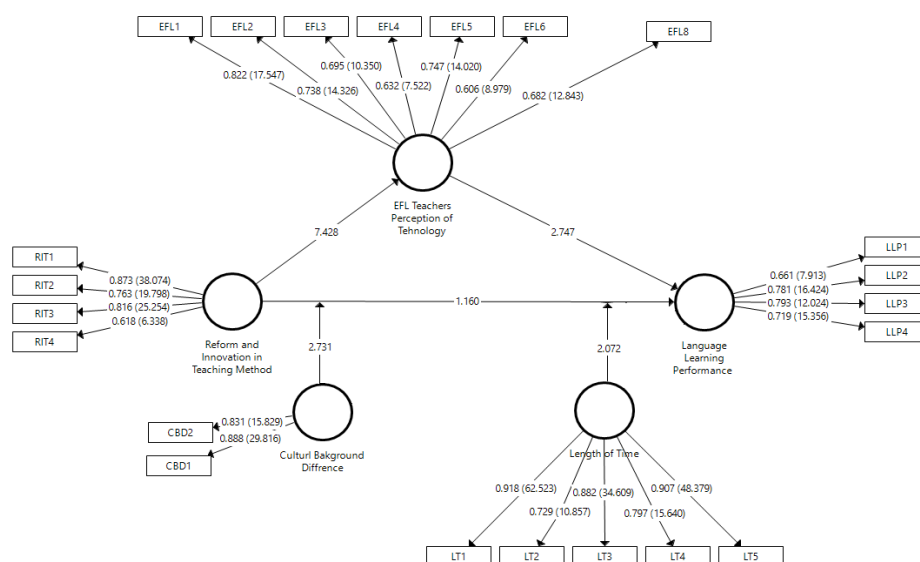 EFL1
EFL2
EFL3
EFL4
EFL5
EFL6
EFL8
0.822 (17.547)
0.738 (14.326)
0.695 (10.350)
0.632 (7.522)
0.747 (14.020)
0.606 (8.979)
0.682 (12.843)
EFL Teachers
Perception of
Tehnology
7.428
2.747
RIT1
RIT2
RIT3
RIT4
0.873 (38.074)
0.763 (19.798)
0.816 (25.254)
0.618 (6.338)
Reform and
Innovation in
Teaching Method
1.160
LLP1
LLP2
LLP3
LLP4
0.661 (7.913)
0.781 (16.424)
0.793 (12.024)
0.719 (15.356)
Language
Learning
Performance
2.731
2.072
CBD2
CBD1
0.831 (15.829)
0.888 (29.816)
Culturl Bakground
Diffrence
Length of Time
0.918 (62.523)
0.729 (10.857)
0.882 (34.609)
0.797 (15.640)
0.907 (48.379)
LT1
LT2
LT3
LT4
LT5